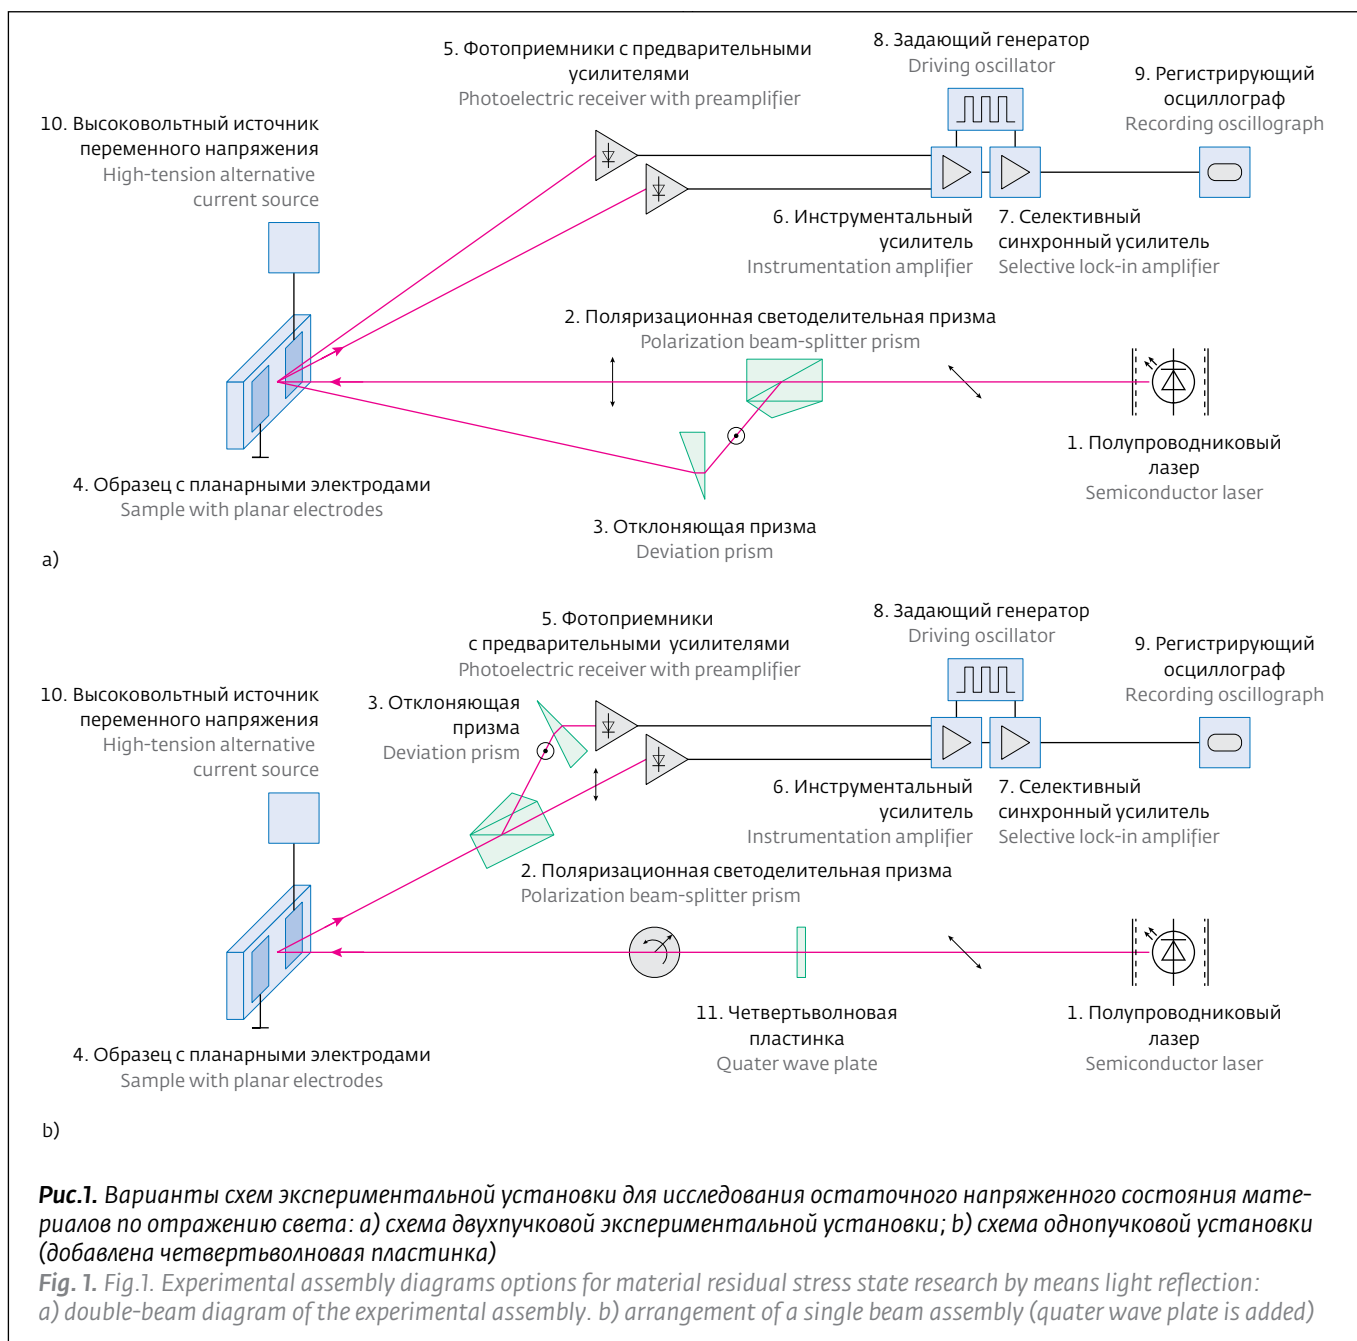 5. Фотоприемники с предварительными
усилителями
Photoelectric receiver with preamplifier
8. Задающий генератор
Driving oscillator
9. Регистрирующий
осциллограф
Recording oscillograph
10. Высоковольтный источник
переменного напряжения
High-tension alternative
current source
6. Инструментальный
усилитель
Instrumentation amplifier
7. Селективный
синхронный усилитель
Selective lock-in amplifier
2. Поляризационная светоделительная призма
Polarization beam-splitter prism
1. Полупроводниковый
лазер
Semiconductor laser
4. Образец с планарными электродами
Sample with planar electrodes
3. Отклоняющая призма
Deviation prism
a)
5. Фотоприемники
с предварительными усилителями
Photoelectric receiver with preamplifier
8. Задающий генератор
Driving oscillator
9. Регистрирующий
осциллограф
Recording oscillograph
10. Высоковольтный источник
переменного напряжения
High-tension alternative
current source
3. Отклоняющая
призма
Deviation prism
6. Инструментальный
усилитель
Instrumentation amplifier
7. Селективный
синхронный усилитель
Selective lock-in amplifier
2. Поляризационная светоделительная призма
Polarization beam-splitter prism
11. Четвертьволновая
пластинка
Quater wave plate
1. Полупроводниковый
лазер
Semiconductor laser
4. Образец с планарными электродами
Sample with planar electrodes
b)
Рис.1. Варианты схем экспериментальной установки для исследования остаточного напряженного состояния мате-
риалов по отражению света: a) схема двухпучковой экспериментальной установки; b) схема однопучковой установки
(добавлена четвертьволновая пластинка)
Fig. 1. Fig.1. Experimental assembly diagrams options for material residual stress state research by means light reflection:
a) double-beam diagram of the experimental assembly. b) arrangement of a single beam assembly (quater wave plate is added)